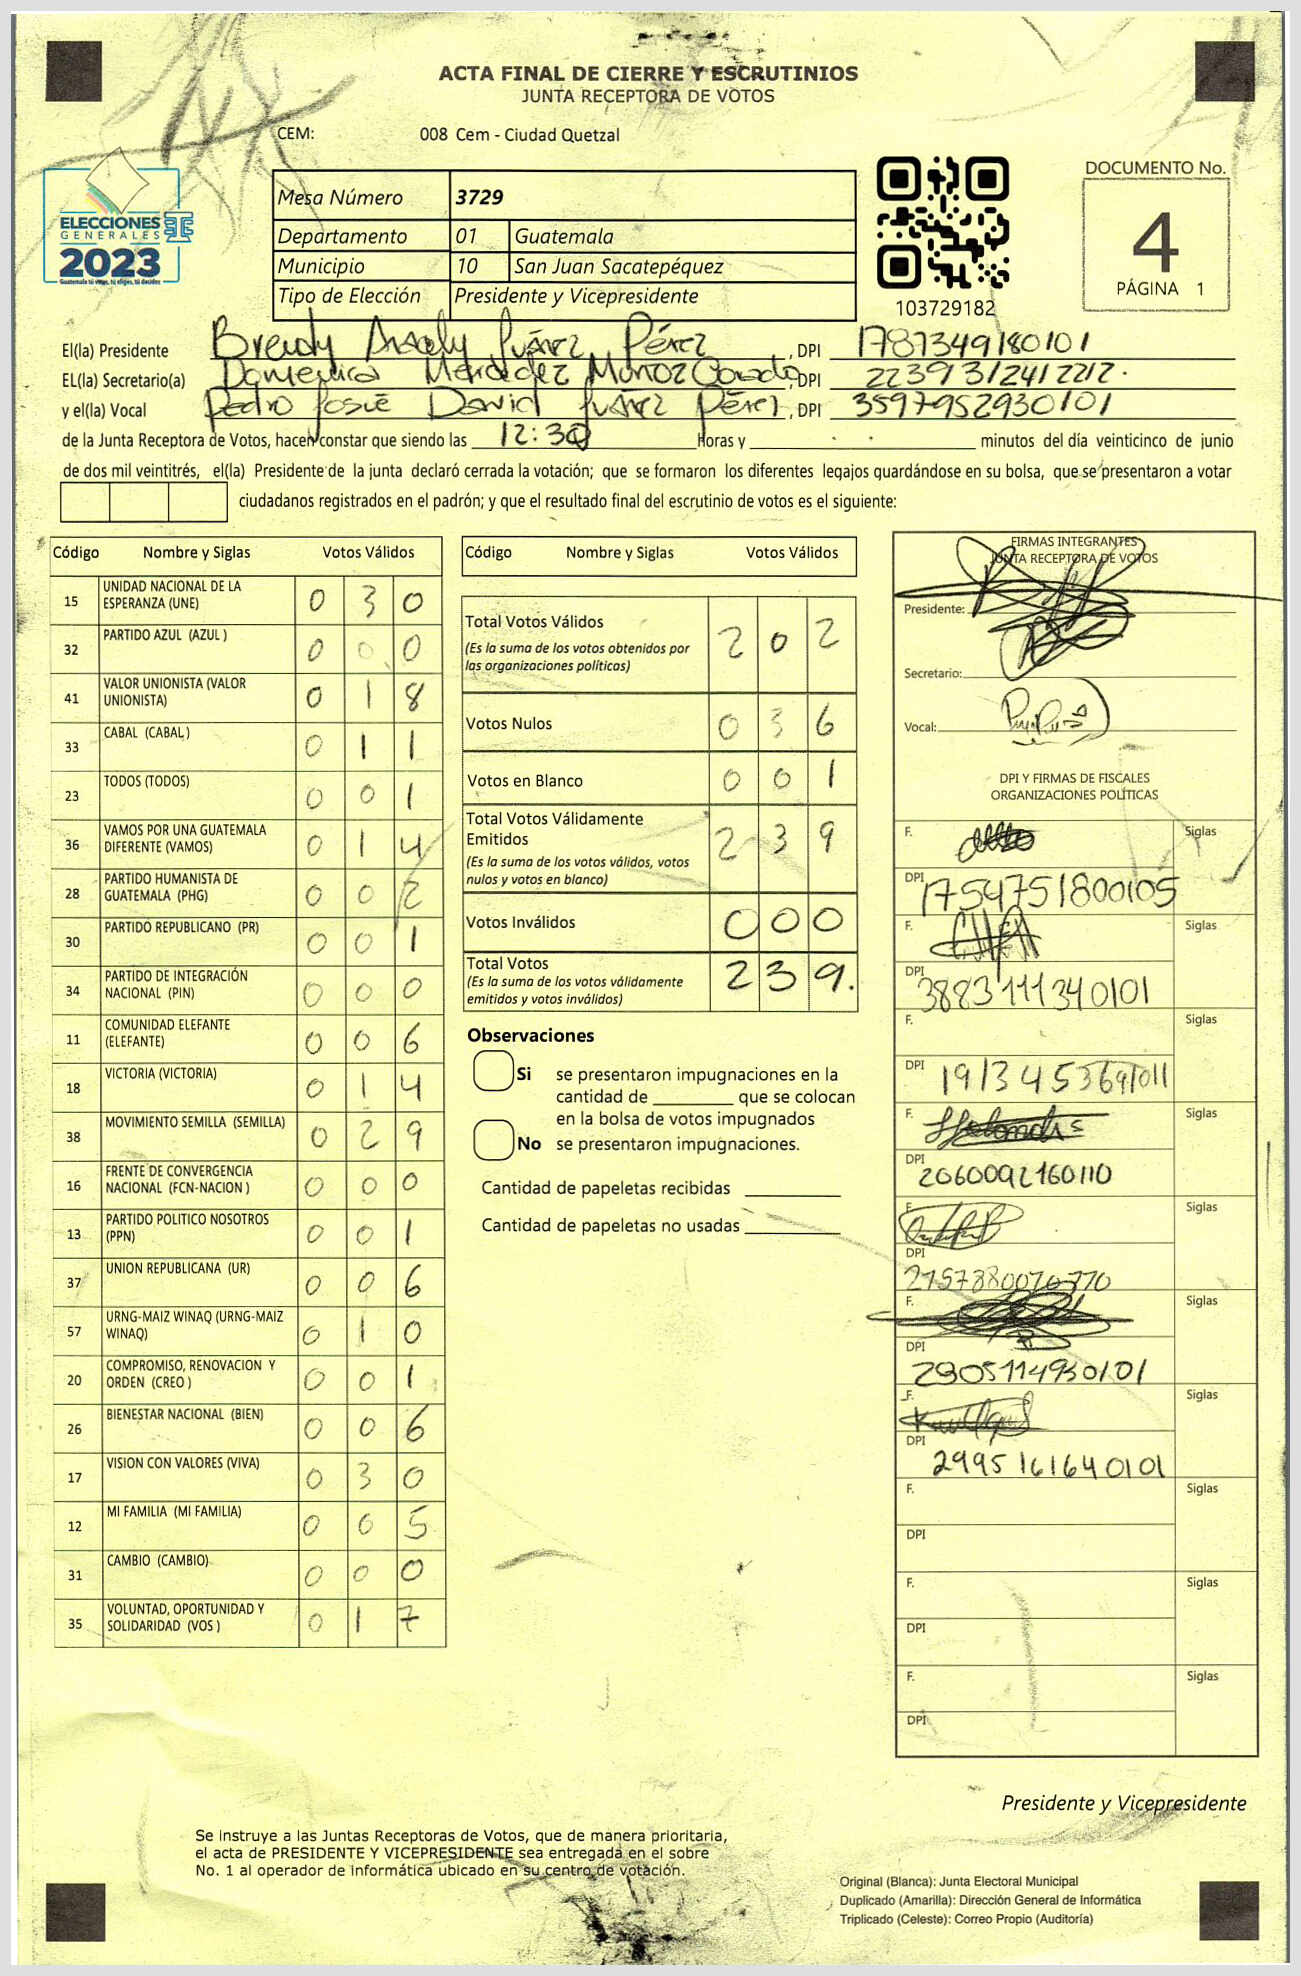 ACTA FINAL DE CIERRE Y ESCRUTINIOS
JUNTA RECEPTORA DE VOTOS
CEM: 008 Cem - Ciudad Quetzal
ELECCIONES
GENERALES
2023
Guatemala tú votas, tú eliges, tú decides
Mesa Número 3729
Departamento 01 Guatemala
Municipio 10 San Juan Sacatepéquez
Tipo de Elección Presidente y Vicepresidente
103729182
DOCUMENTO No.
4
PÁGINA 1
El(la) Presidente Brendy Juárez Pérez, DPI 1787349180101
EL(la) Secretario(a) , DPI 2239131241212.
y el(la) Vocal Pedro Josué David Juárez Pérez, DPI 3597952930101
de la Junta Receptora de Votos, hacen constar que siendo las 12:30 Horas y minutos del día veinticinco de junio
de dos mil veintitrés, el(la) Presidente de la junta declaró cerrada la votación; que se formaron los diferentes legajos guardándose en su bolsa, que se presentaron a votar
ciudadanos registrados en el padrón; y que el resultado final del escrutinio de votos es el siguiente:
Código Nombre y Siglas Votos Válidos
15 UNIDAD NACIONAL DE LA ESPERANZA (UNE) 0 3 0
32 PARTIDO AZUL (AZUL ) 0 0 0
41 VALOR UNIONISTA (VALOR UNIONISTA) 0 1 8
33 CABAL (CABAL ) 0 1 1
23 TODOS (TODOS) 0 0 1
36 VAMOS POR UNA GUATEMALA DIFERENTE (VAMOS) 0 1 4
28 PARTIDO HUMANISTA DE GUATEMALA (PHG) 0 0 2
30 PARTIDO REPUBLICANO (PR) 0 0 1
34 PARTIDO DE INTEGRACIÓN NACIONAL (PIN) 0 0 0
11 COMUNIDAD ELEFANTE (ELEFANTE) 0 0 6
18 VICTORIA (VICTORIA) 0 1 4
38 MOVIMIENTO SEMILLA (SEMILLA) 0 2 9
16 FRENTE DE CONVERGENCIA NACIONAL (FCN-NACION ) 0 0 0
13 PARTIDO POLITICO NOSOTROS (PPN) 0 0 1
37 UNION REPUBLICANA (UR) 0 0 6
57 URNG-MAIZ WINAQ (URNG-MAIZ WINAQ) 0 1 0
20 COMPROMISO, RENOVACION Y ORDEN (CREO ) 0 0 1
26 BIENESTAR NACIONAL (BIEN) 0 0 6
17 VISION CON VALORES (VIVA) 0 3 0
12 MI FAMILIA (MI FAMILIA) 0 0 5
31 CAMBIO (CAMBIO) 0 0 0
35 VOLUNTAD, OPORTUNIDAD Y SOLIDARIDAD (VOS ) 0 1 7
Código Nombre y Siglas Votos Válidos
Total Votos Válidos 2 0 2
(Es la suma de los votos obtenidos por
las organizaciones políticas)
Votos Nulos 0 3 6
Votos en Blanco 0 0 1
Total Votos Válidamente
Emitidos 2 3 9
(Es la suma de los votos válidos, votos
nulos y votos en blanco)
Votos Inválidos 0 0 0
Total Votos 2 3 9.
(Es la suma de los votos válidamente
emitidos y votos inválidos)
Observaciones
Si se presentaron impugnaciones en la
cantidad de ________ que se colocan
en la bolsa de votos impugnados
No se presentaron impugnaciones.
Cantidad de papeletas recibidas
Cantidad de papeletas no usadas
FIRMAS INTEGRANTES
JUNTA RECEPTORA DE VOTOS
Presidente:
Secretario:
Vocal:
DPI Y FIRMAS DE FISCALES
ORGANIZACIONES POLÍTICAS
F. Siglas
DPI 1754751800105
F. Siglas
DPI 3883111340101
F. Siglas
DPI
F. Siglas
DPI 2060092160110
F. Siglas
DPI
F. Siglas
DPI 2905114930101
F. Siglas
DPI 2995161640101
F. Siglas
DPI
F. Siglas
DPI
F. Siglas
DPI
Presidente y Vicepresidente
Se instruye a las Juntas Receptoras de Votos, que de manera prioritaria,
el acta de PRESIDENTE Y VICEPRESIDENTE sea entregada en el sobre
No. 1 al operador de informática ubicado en su centro de votación.
Original (Blanca): Junta Electoral Municipal
Duplicado (Amarilla): Dirección General de Informática
Triplicado (Celeste): Correo Propio (Auditoría)